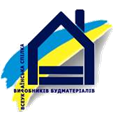 ВСЕУКРАЇНСЬКА СПІЛКА
ВИРОБНИКІВ БУДМАТЕРІАЛІВ